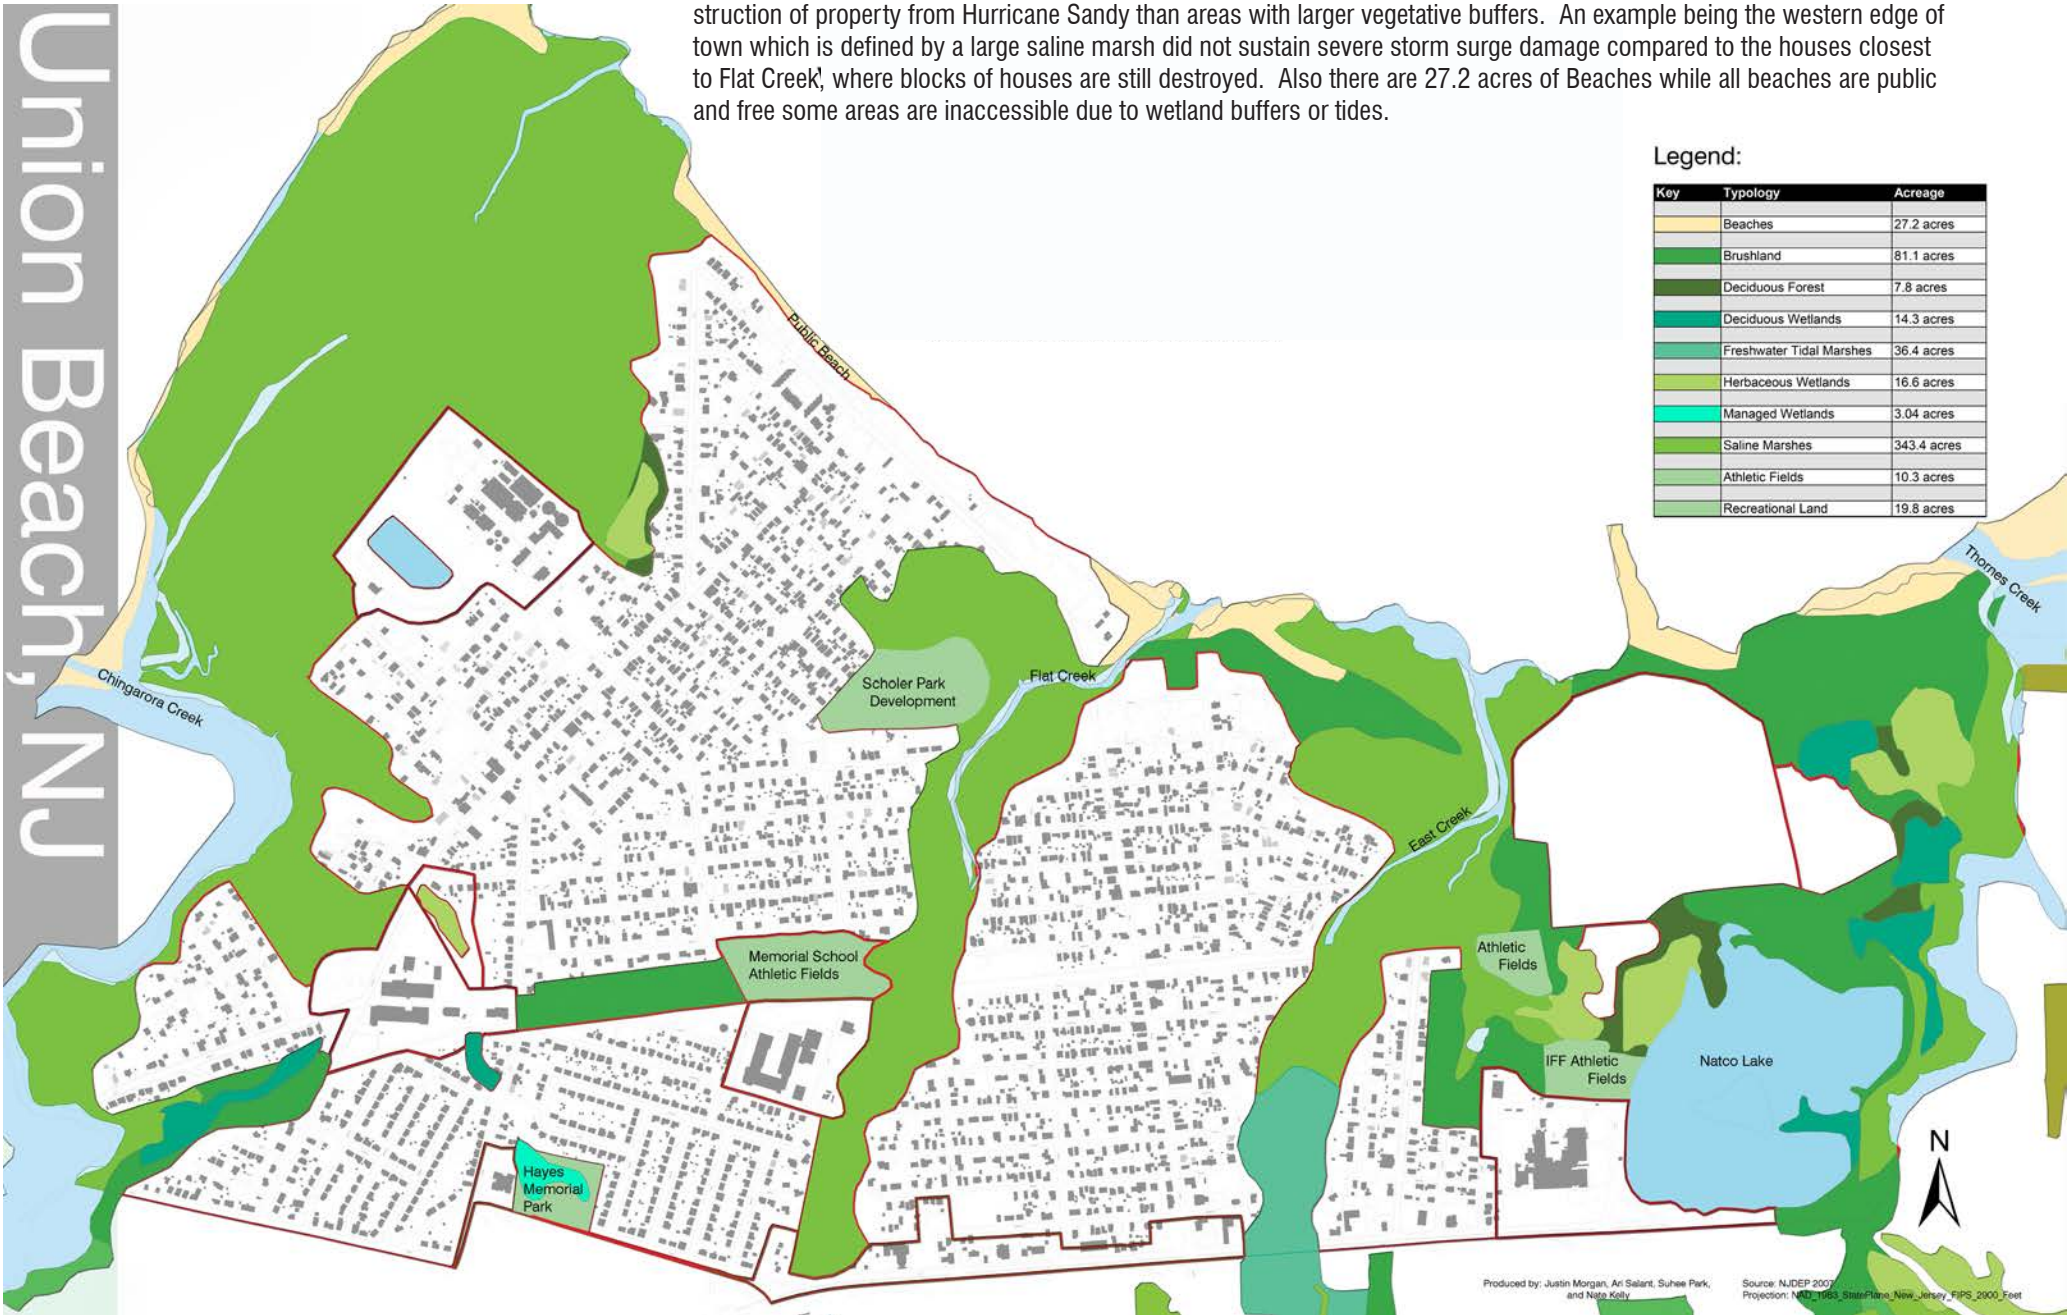 Union Beach, NJ
struction of property from Hurricane Sandy than areas with larger vegetative buffers.  An example being the western edge of
town which is defined by a large saline marsh did not sustain severe storm surge damage compared to the houses closest
to Flat Creek, where blocks of houses are still destroyed.  Also there are 27.2 acres of Beaches while all beaches are public
and free some areas are inaccessible due to wetland buffers or tides.
Legend:
Key Typology Acreage
Beaches 27.2 acres
Brushland 81.1 acres
Deciduous Forest 7.8 acres
Deciduous Wetlands 14.3 acres
Freshwater Tidal Marshes 36.4 acres
Herbaceous Wetlands 16.6 acres
Managed Wetlands 3.04 acres
Saline Marshes 343.4 acres
Athletic Fields 10.3 acres
Recreational Land 19.8 acres
Public Beach
Thornes Creek
Chingarora Creek
Flat Creek
Scholer Park
Development
East Creek
Memorial School
Athletic Fields
Athletic
Fields
IFF Athletic
Fields
Natco Lake
Hayes
Memorial
Park
N
Produced by: Justin Morgan, Ari Salant, Suhee Park,
and Nate Kelly
Source: NJDEP 2007
Projection: NAD_1983_StatePlane_New_Jersey_FIPS_2900_Feet